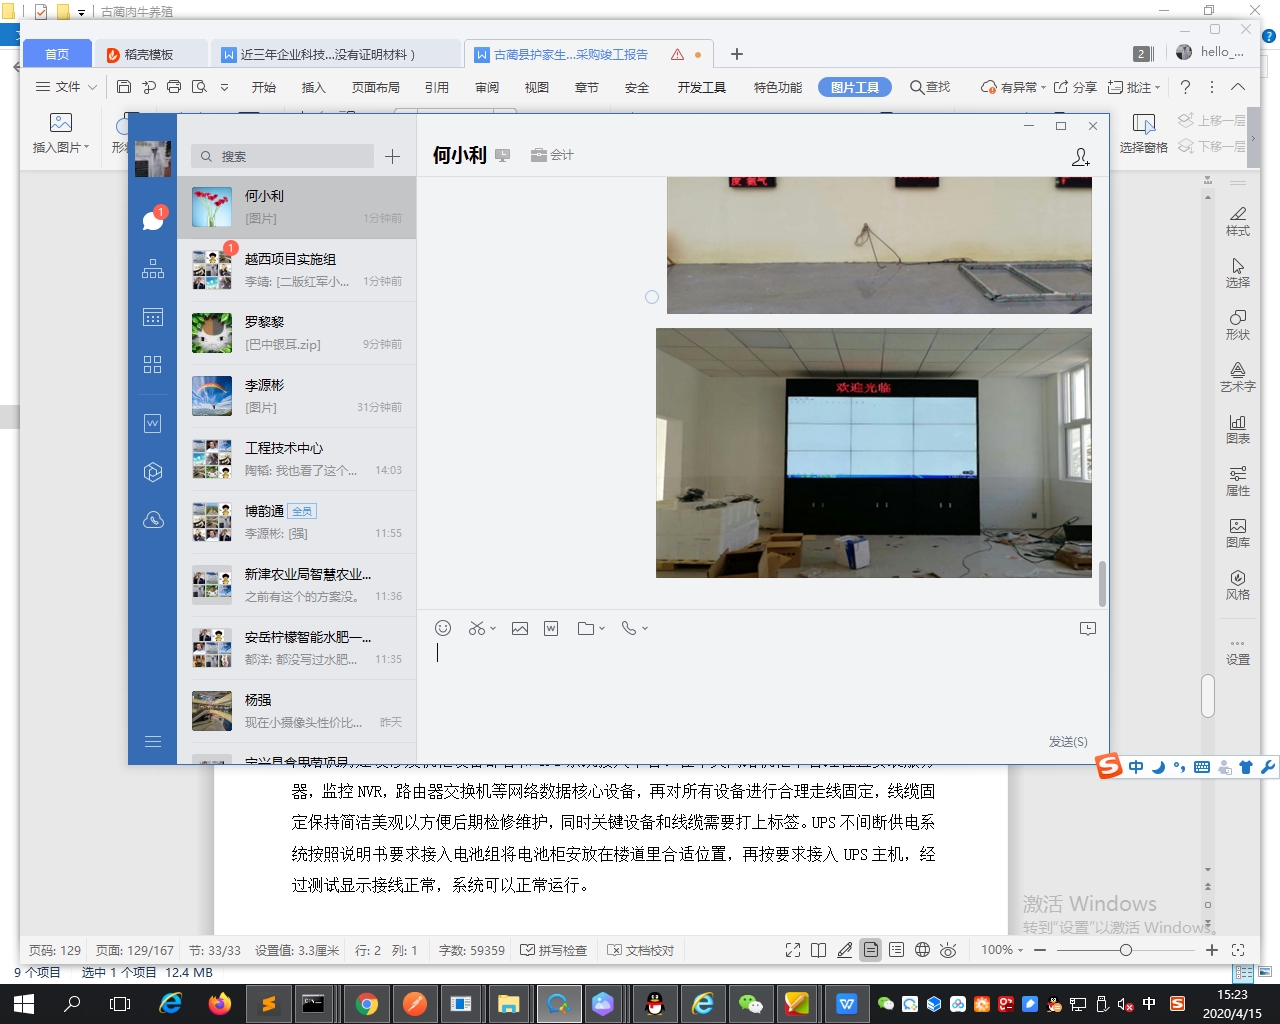 古蔺肉牛养殖
首页
稻壳模板
近三年企业科技...没有证明材料）
古蔺县护家生...采购竣工报告
2
hello_...
文件
开始
插入
页面布局
引用
审阅
视图
章节
安全
开发工具
特色功能
图片工具
查找
有异常
分享
批注
插入图片
选择窗格
上移一层
下移一层
搜索
何小利
会计
何小利
[图片]
1分钟前
越西项目实施组
李靖: [二版红军小...
1分钟前
罗黎黎
[巴中银耳.zip]
9分钟前
李源彬
[图片]
31分钟前
工程技术中心
陶韬: 我也看了这个...
14:03
博韵通 全员
李源彬: [强]
11:55
新津农业局智慧农业...
之前有这个的方案没。
11:36
安岳柠檬智能水肥一...
都洋: 都没写过水肥...
11:35
杨强
现在小摄像头性价比...
昨天
欢迎光临
发送(S)
样式
选择
形状
艺术字
图表
属性
图库
风格
设置
器，监控 NVR，路由器交换机等网络数据核心设备，再对所有设备进行合理走线固定，线缆固
定保持简洁美观以方便后期检修维护，同时关键设备和线缆需要打上标签。UPS 不间断供电系
统按照说明书要求接入电池组将电池柜安放在楼道里合适位置，再按要求接入 UPS 主机，经
过测试显示接线正常，系统可以正常运行。
激活 Windows
转到"设置"以激活 Windows。
页码: 129
页面: 129/167
节: 33/33
设置值: 3.3厘米
行: 2
列: 1
字数: 59359
拼写检查
文档校对
100%
9 个项目
选中 1 个项目
12.4 MB
中
中
15:23
2020/4/15